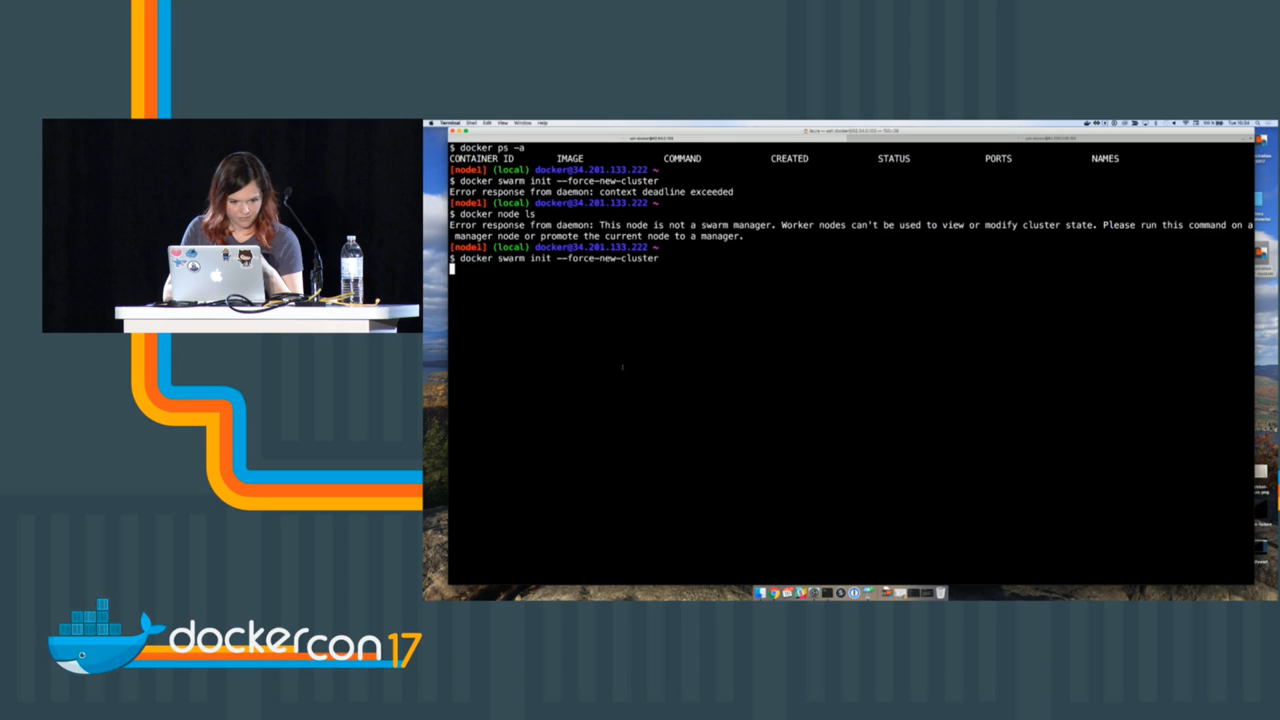 Terminal Shell Edit View Window Help
$ docker ps -a
CONTAINER ID IMAGE COMMAND CREATED STATUS PORTS NAMES
[node1] (local) docker@34.201.133.222 ~
$ docker swarm init --force-new-cluster
Error response from daemon: context deadline exceeded
[node1] (local) docker@34.201.133.222 ~
$ docker node ls
Error response from daemon: This node is not a swarm manager. Worker nodes can't be used to view or modify cluster state. Please run this command on a
manager node or promote the current node to a manager.
[node1] (local) docker@34.201.133.222 ~
$ docker swarm init --force-new-cluster
dockercon 17